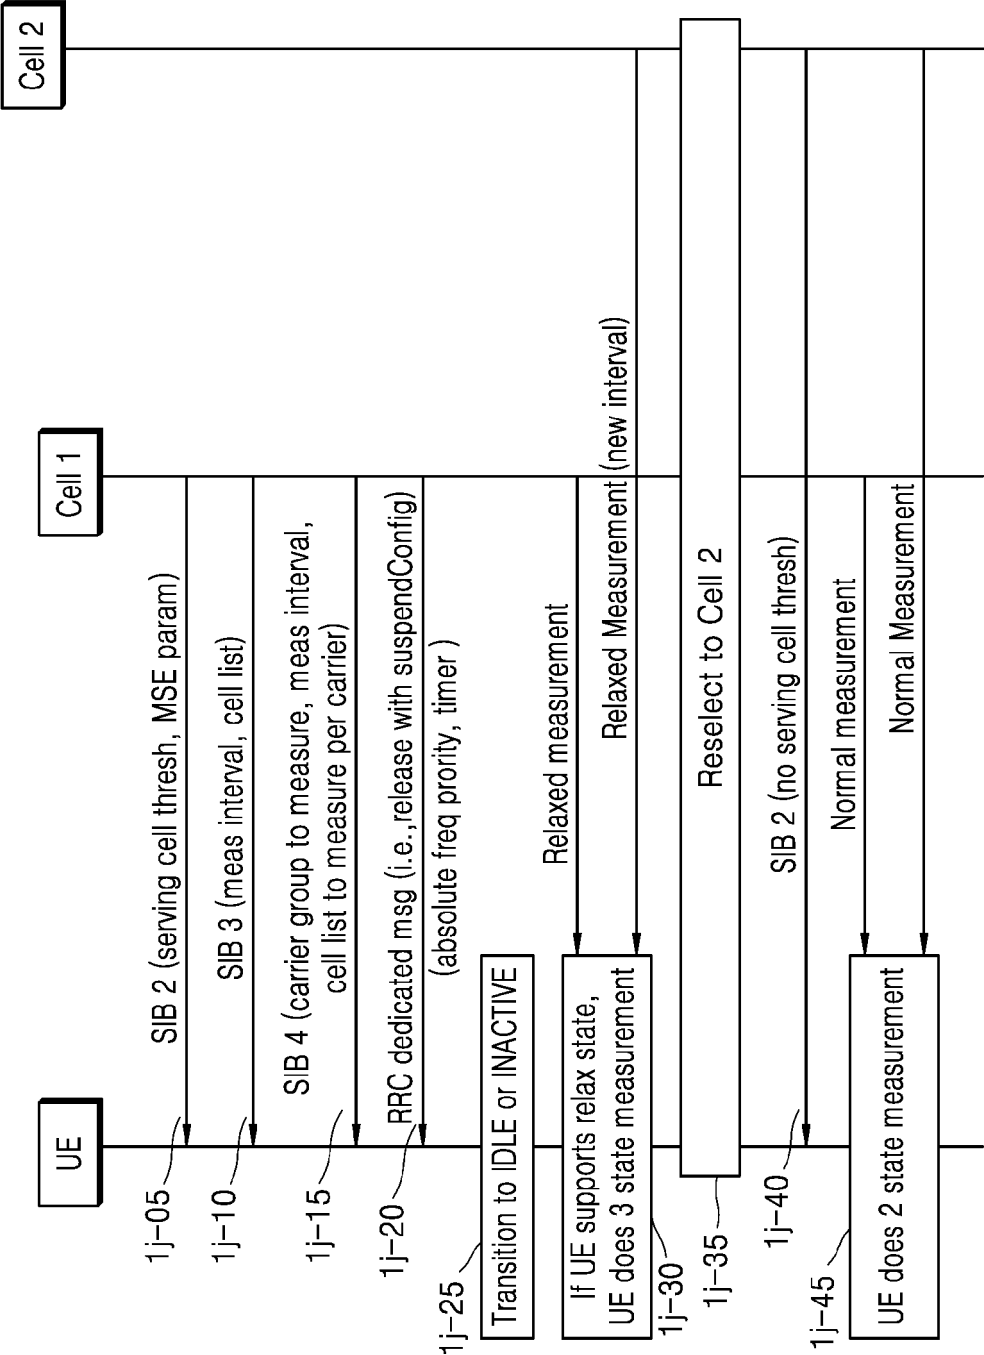 UE
Cell 1
Cell 2
1j-05
SIB 2 (serving cell thresh, MSE param)
1j-10
SIB 3 (meas interval, cell list)
1j-15
SIB 4 (carrier group to measure, meas interval,
cell list to measure per carrier)
1j-20
RRC dedicated msg (i.e.,release with suspendConfig)
(absolute freq prority, timer )
1j-25
Transition to IDLE or INACTIVE
Relaxed measurement
If UE supports relax state,
UE does 3 state measurement
1j-30
Relaxed Measurement (new interval)
Reselect to Cell 2
1j-35
1j-40
SIB 2 (no serving cell thresh)
Normal measurement
1j-45
UE does 2 state measurement
Normal Measurement